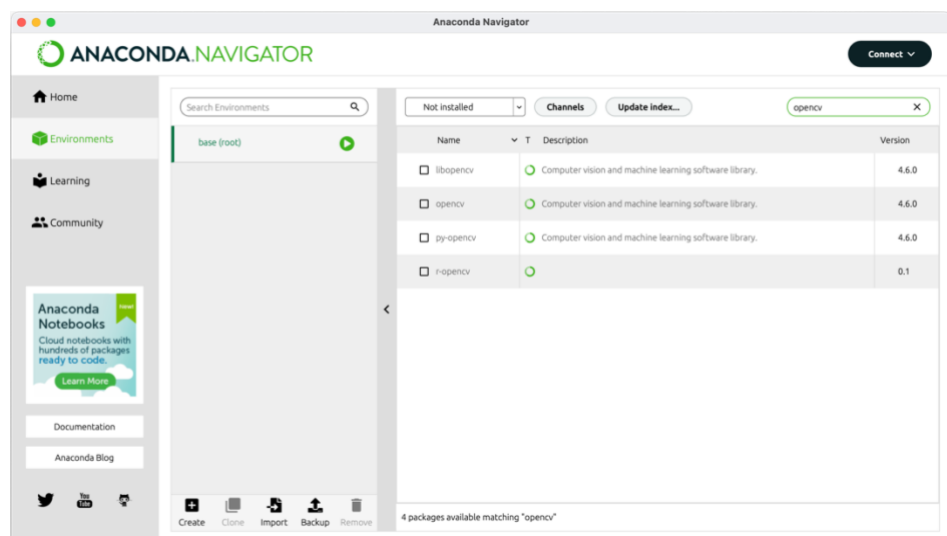 Anaconda Navigator
ANACONDA.NAVIGATOR
Connect
Home
Environments
Learning
Community
Anaconda
Notebooks
new!
Cloud notebooks with
hundreds of packages
ready to code.
Learn More
Documentation
Anaconda Blog
You
Tube
Search Environments
base (root)
Create
Clone
Import
Backup
Remove
Not installed
Channels
Update index...
opencv
Name
T
Description
Version
libopencv
Computer vision and machine learning software library.
4.6.0
opencv
Computer vision and machine learning software library.
4.6.0
py-opencv
Computer vision and machine learning software library.
4.6.0
r-opencv
0.1
4 packages available matching "opencv"